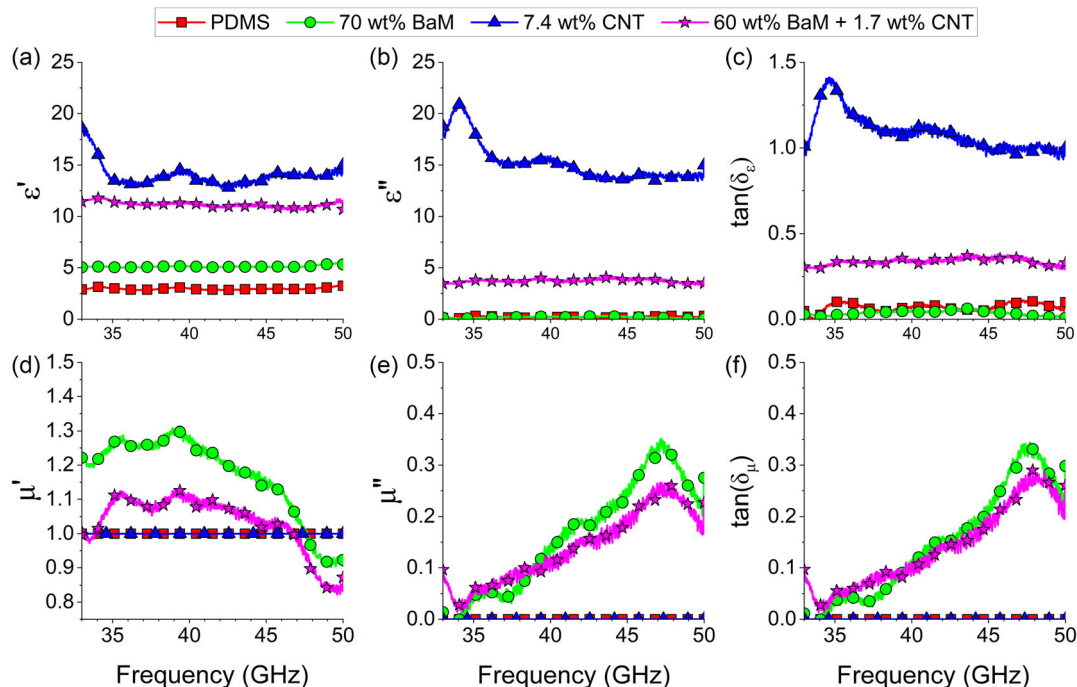 PDMS 70 wt% BaM 7.4 wt% CNT 60 wt% BaM + 1.7 wt% CNT
(a) (b) (c)
25 25 1.5
20 20
15 15 1.0
10 10 0.5
5 5
0 0 0.0
ε' ε'' tan(δε)
35 40 45 50 35 40 45 50 35 40 45 50
(d) (e) (f)
1.5 0.5 0.5
1.4
1.3 0.4 0.4
1.2 0.3 0.3
1.1
1.0 0.2 0.2
0.9 0.1 0.1
0.8 0.0 0.0
μ' μ'' tan(δμ)
35 40 45 50 35 40 45 50 35 40 45 50
Frequency (GHz) Frequency (GHz) Frequency (GHz)